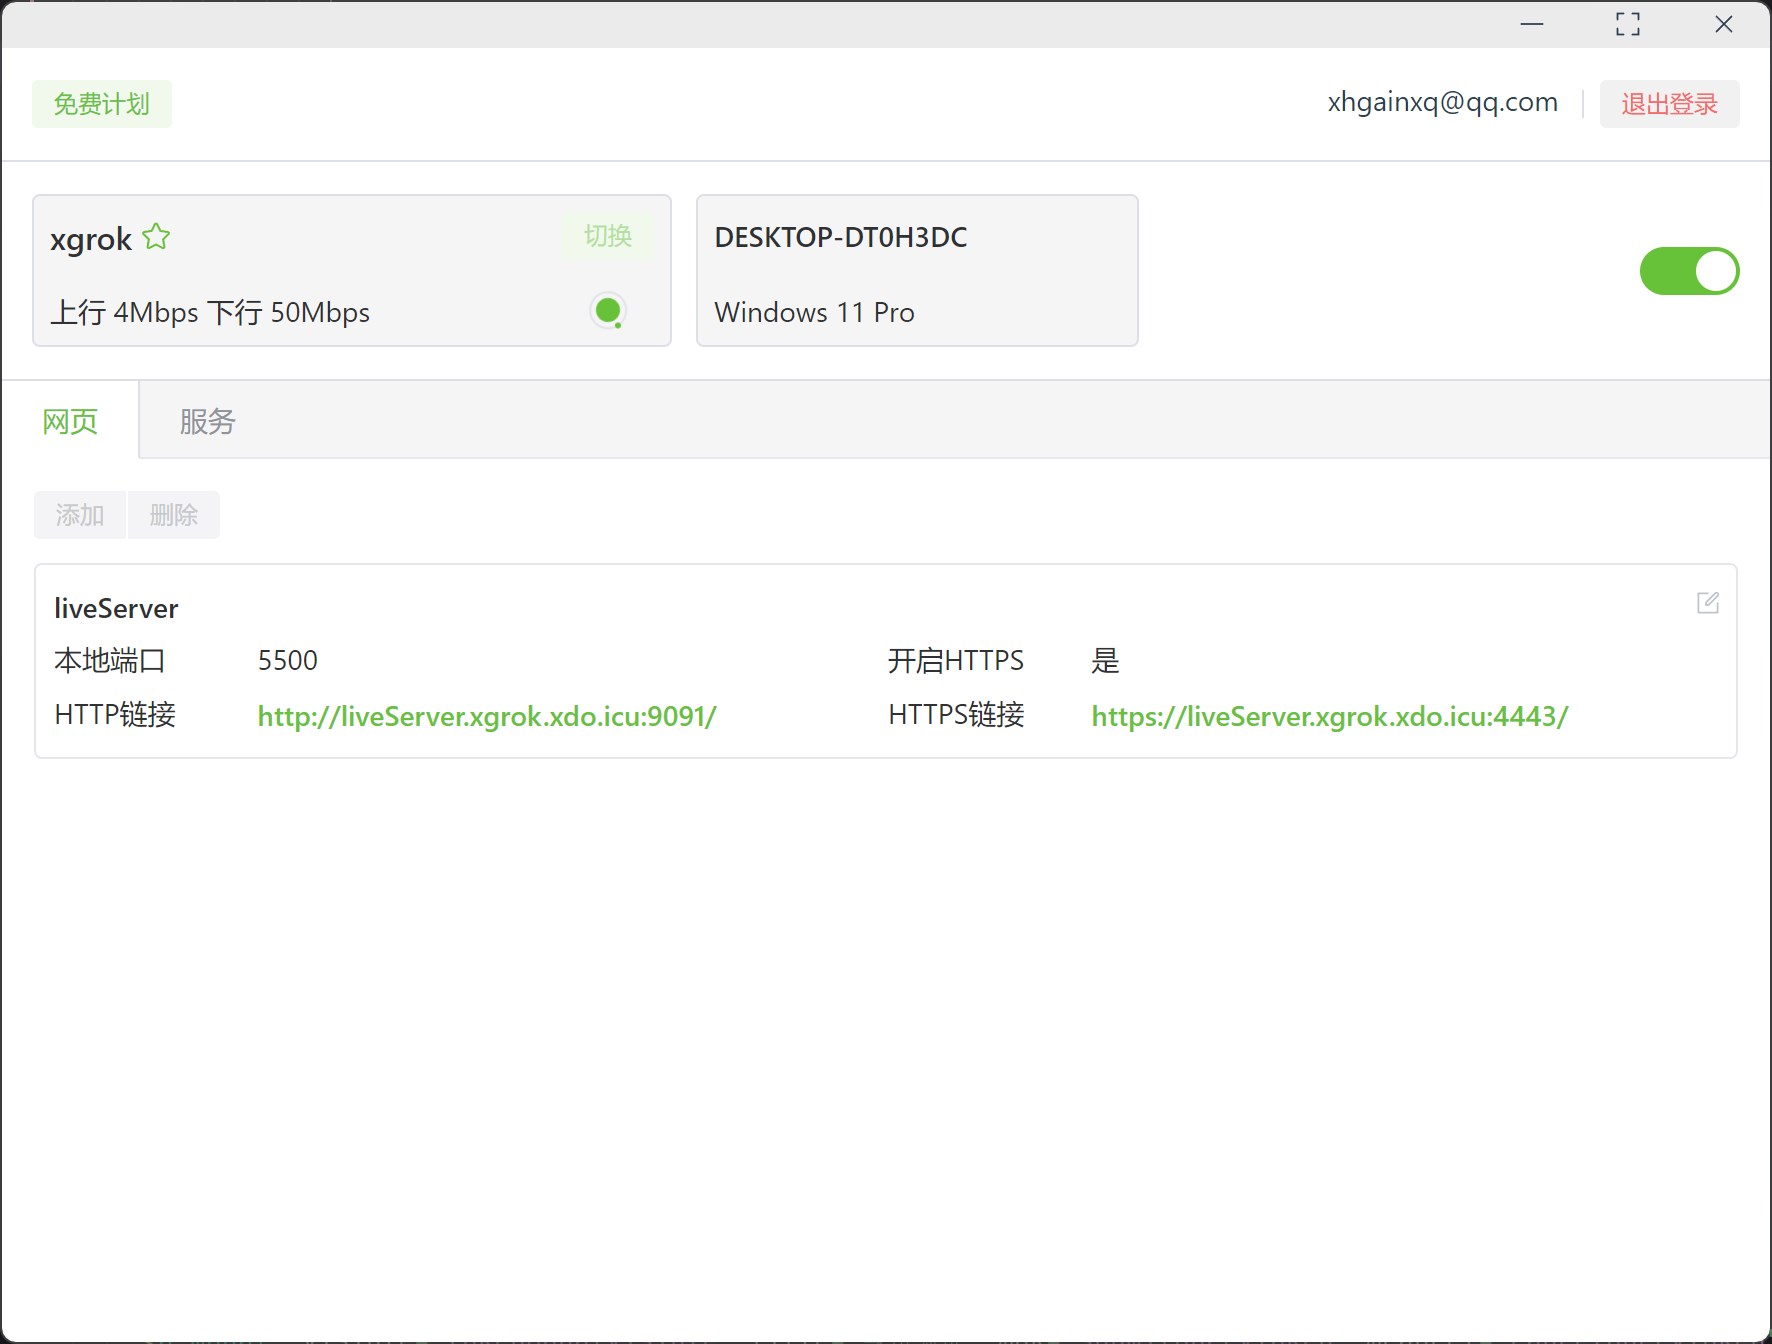 免费计划
xhgainxq@qq.com
退出登录
xgrok
切换
上行 4Mbps 下行 50Mbps
DESKTOP-DT0H3DC
Windows 11 Pro
网页
服务
添加
删除
liveServer
本地端口 5500
开启HTTPS 是
HTTP链接 http://liveServer.xgrok.xdo.icu:9091/
HTTPS链接 https://liveServer.xgrok.xdo.icu:4443/